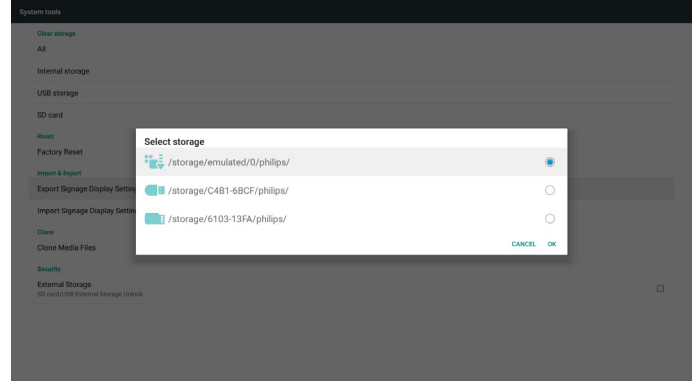 System tools
Clear storage
All
Internal storage
USB storage
SD card
Reset
Factory Reset
Import & Export
Export Signage Display Settin
Import Signage Display Settin
Clone
Clone Media Files
Security
External Storage
SD card/USB External Storage Unlock
Select storage
/storage/emulated/0/philips/
/storage/C4B1-6BCF/philips/
/storage/6103-13FA/philips/
CANCEL OK